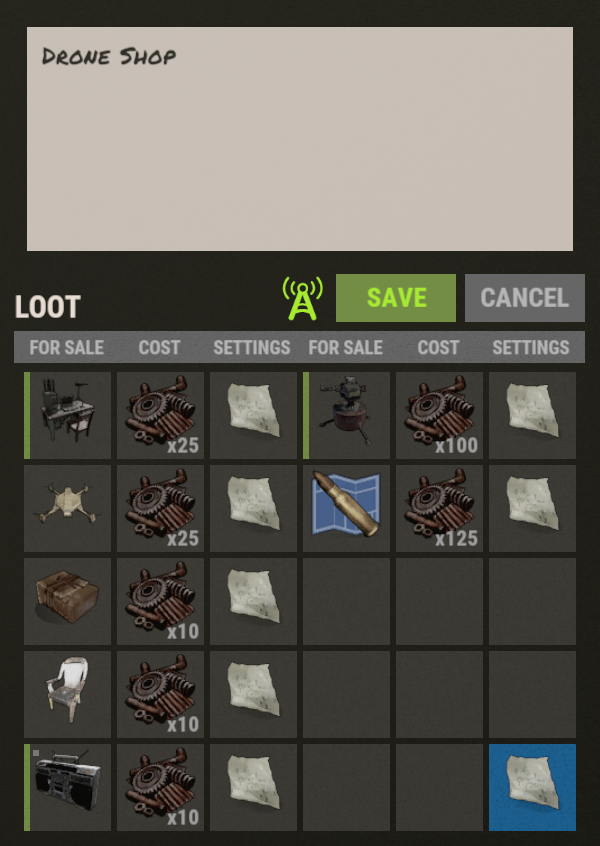 Drone Shop
LOOT
SAVE
CANCEL
FOR SALE COST SETTINGS FOR SALE COST SETTINGS
x25 x100
x25 x125
x10
x10
x10